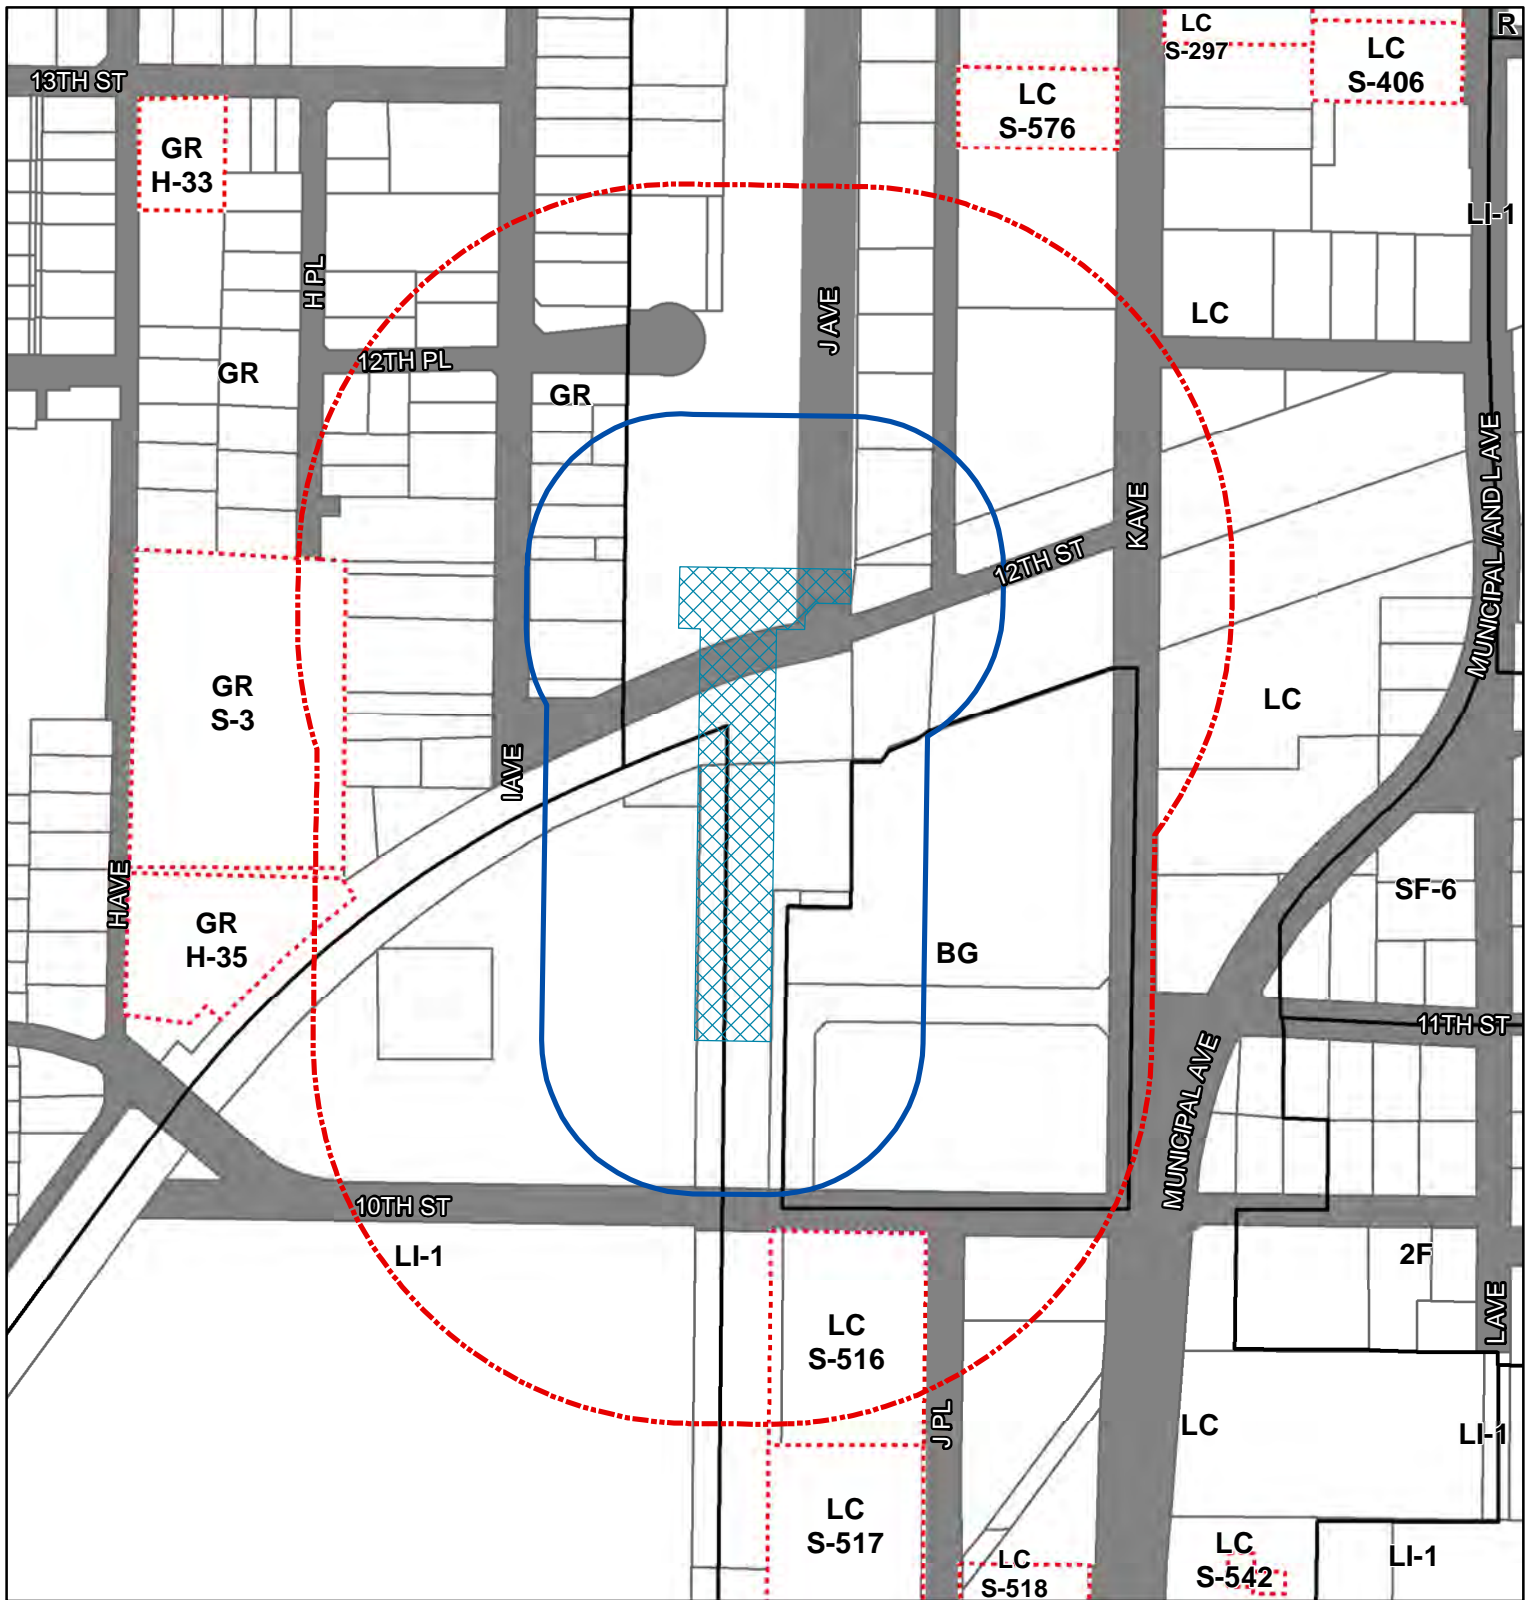 LC
S-297
R
LC
S-406
13TH ST
LC
S-576
GR
H-33
LI-1
H PL
J AVE
LC
12TH PL
GR
GR
K AVE
MUNICIPAL /AND L AVE
12TH ST
GR
S-3
LC
I AVE
H AVE
SF-6
GR
H-35
BG
11TH ST
MUNICIPAL AVE
10TH ST
LI-1
2F
L AVE
LC
S-516
J PL
LC
LI-1
LC
S-517
LC
S-542
LI-1
LC
S-518